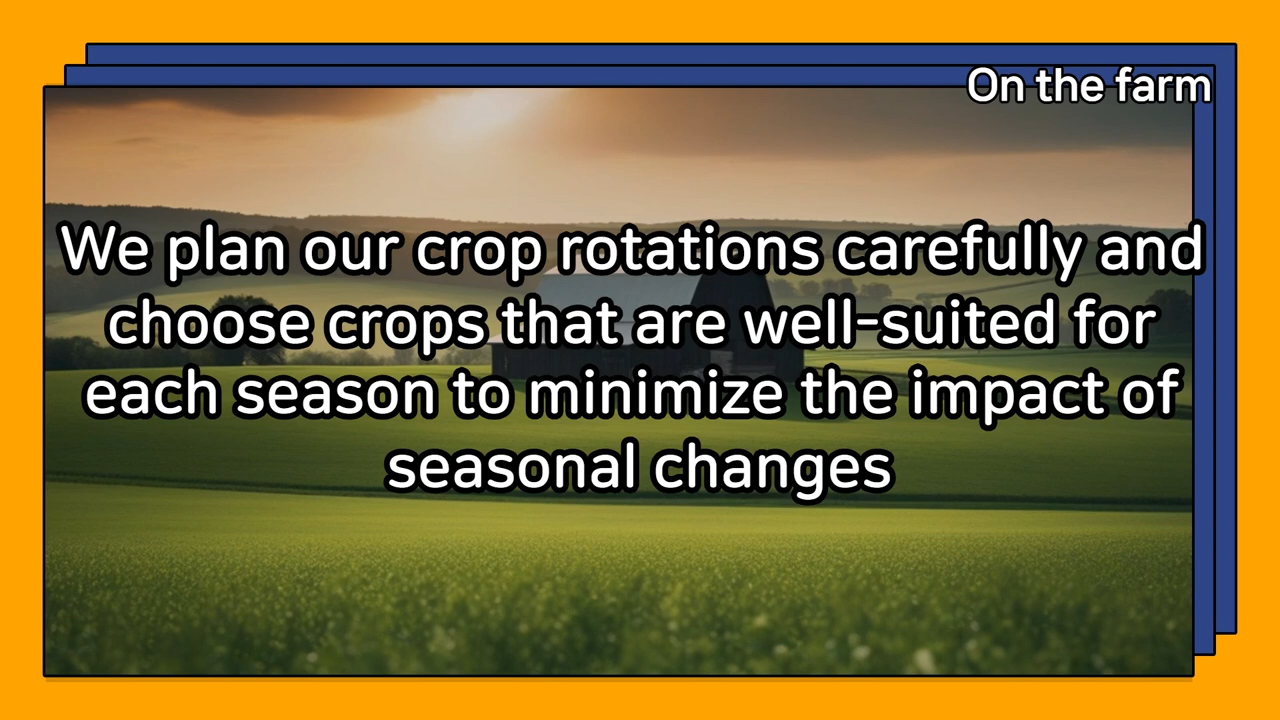 On the farm
We plan our crop rotations carefully and
choose crops that are well-suited for
each season to minimize the impact of
seasonal changes